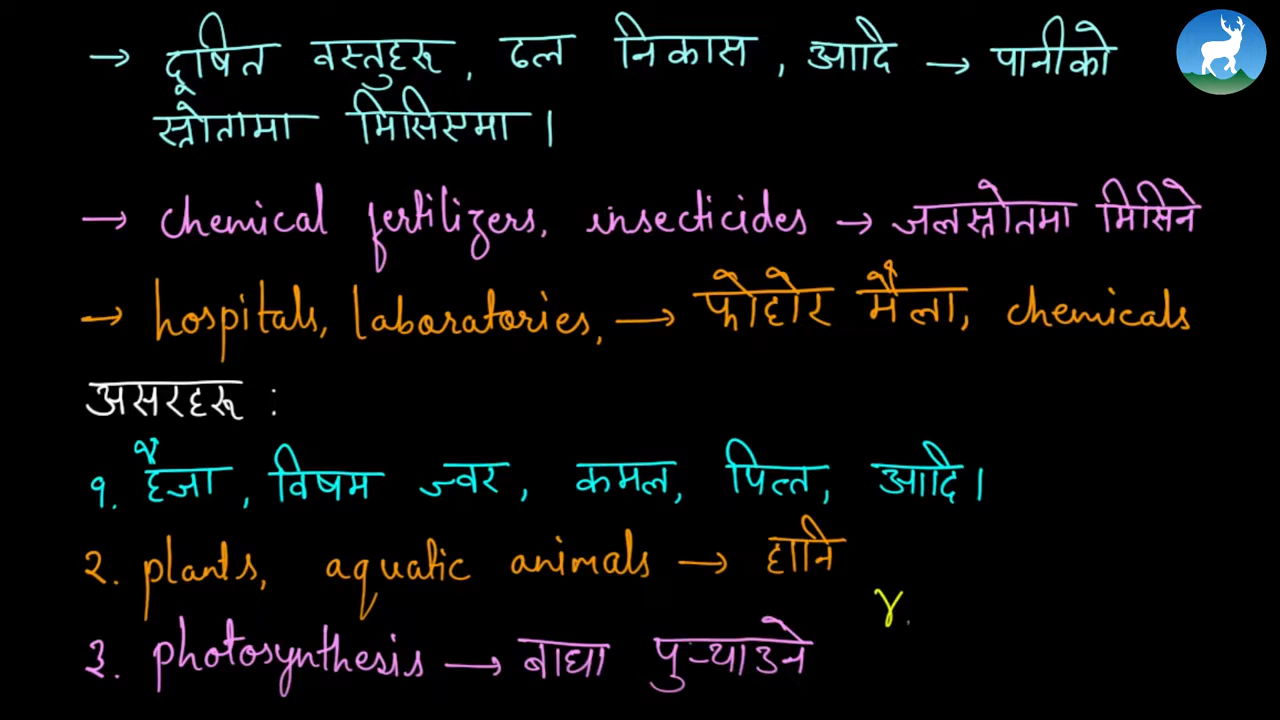 → दूषित वस्तुहरू, ढल निकास, आदि → पानीको
स्त्रोतामा मिसिएमा।
→ chemical fertilizers, insecticides → जलस्त्रोतमा मिसिने
→ hospitals, laboratories, → फोहोर मैला, chemicals
असरहरू :
१. हैजा, विषम ज्वर, कमल, पित्त, आदि।
२. plants, aquatic animals → हानि
३. photosynthesis → बाधा पुर्‍याउने
४.